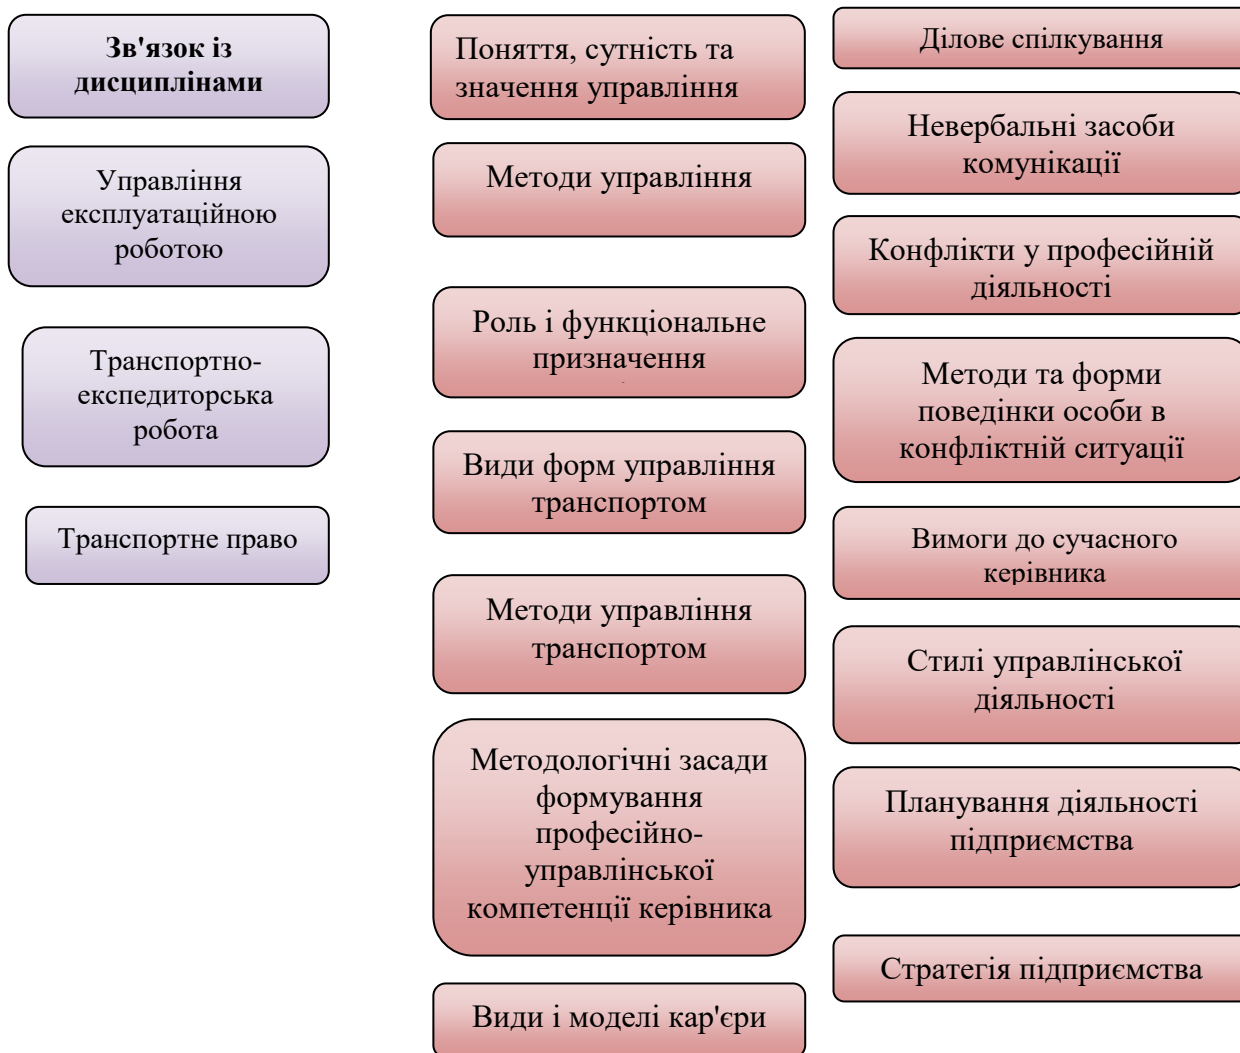 Зв'язок із
дисциплінами
Управління
експлуатаційною
роботою
Транспортно-
експедиторська
робота
Транспортне право
Поняття, сутність та
значення управління
Методи управління
Роль і функціональне
призначення
Види форм управління
транспортом
Методи управління
транспортом
Методологічні засади
формування
професійно-
управлінської
компетенції керівника
Види і моделі кар'єри
Ділове спілкування
Невербальні засоби
комунікації
Конфлікти у професійній
діяльності
Методи та форми
поведінки особи в
конфліктній ситуації
Вимоги до сучасного
керівника
Стилі управлінської
діяльності
Планування діяльності
підприємства
Стратегія підприємства